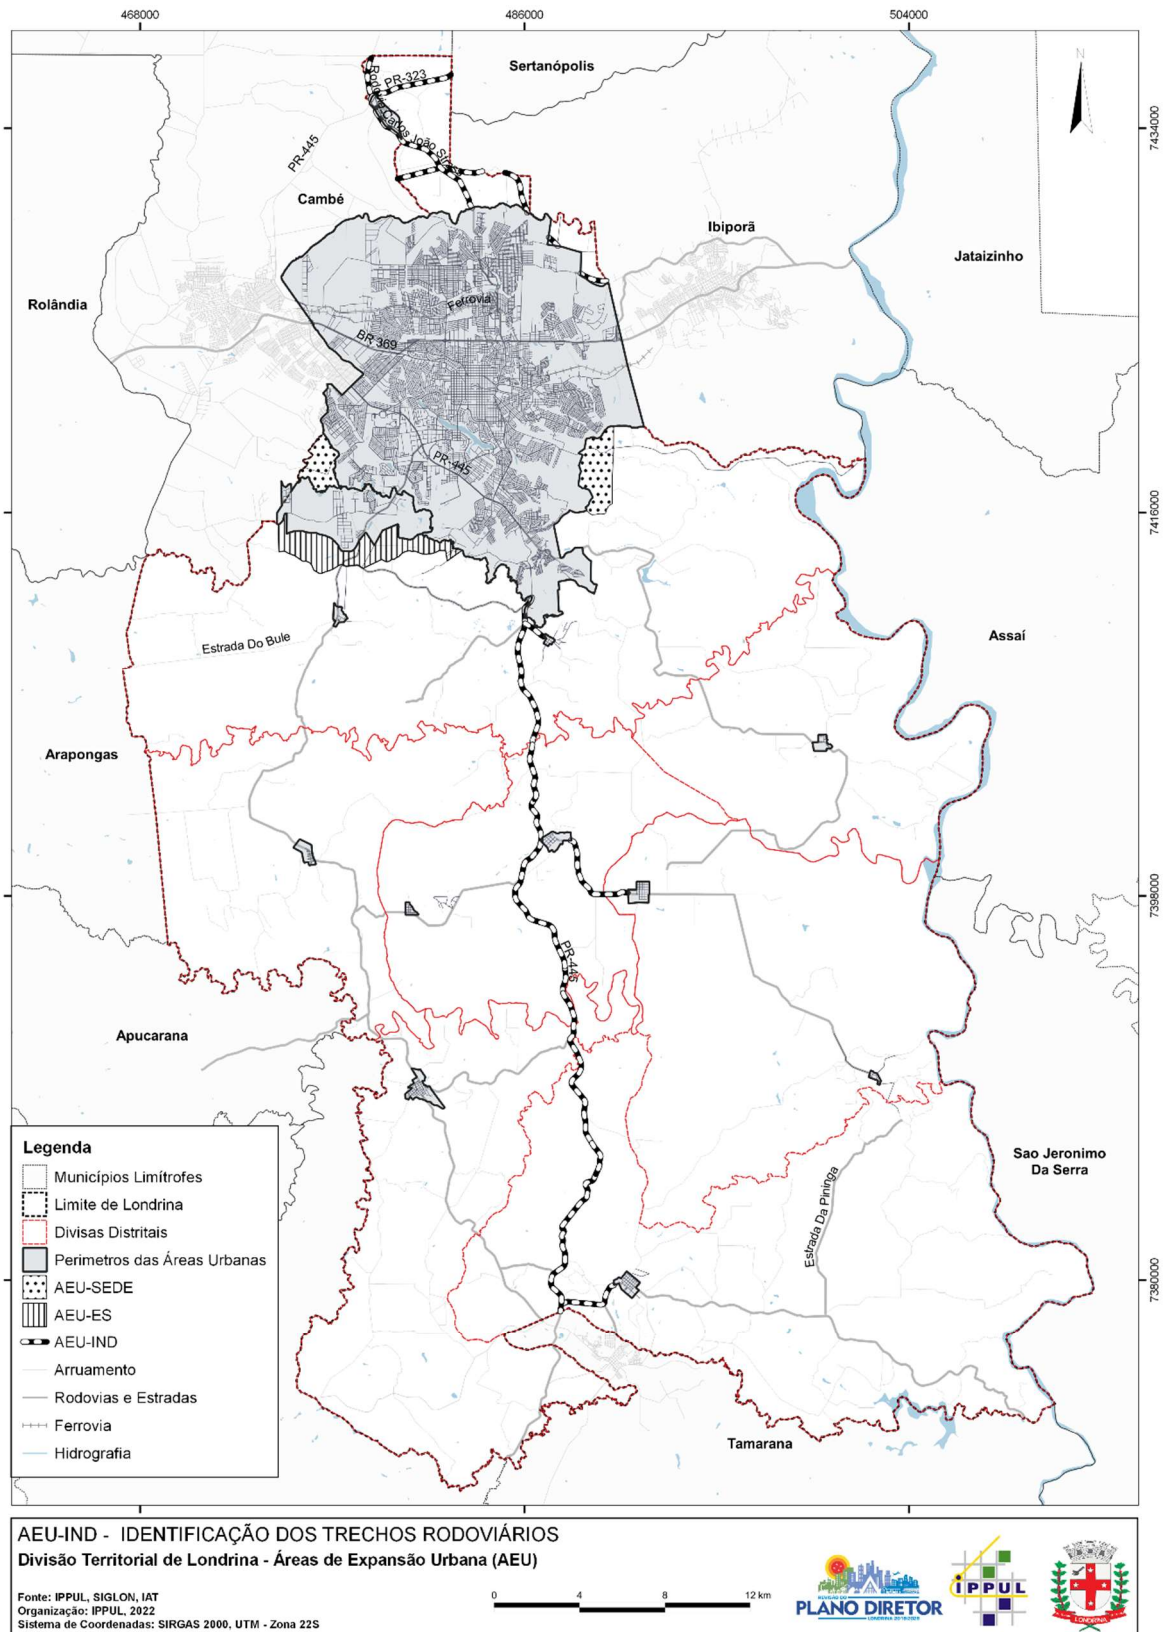 468000
486000
504000
Sertanópolis
PR-323
Rodovia Carlos João Strass
N
7434000
PR-445
Cambé
Ibiporã
Jataizinho
Rolândia
Ferrovia
BR 369
PR-445
7416000
Estrada Do Bule
Assaí
Arapongas
7398000
PR-445
Apucarana
Sao Jeronimo
Da Serra
Estrada Da Pininga
7380000
Tamarana
Legenda
Municípios Limítrofes
Limite de Londrina
Divisas Distritais
Perimetros das Áreas Urbanas
AEU-SEDE
AEU-ES
AEU-IND
Arruamento
Rodovias e Estradas
Ferrovia
Hidrografia
AEU-IND - IDENTIFICAÇÃO DOS TRECHOS RODOVIÁRIOS
Divisão Territorial de Londrina - Áreas de Expansão Urbana (AEU)
Fonte: IPPUL, SIGLON, IAT
Organização: IPPUL, 2022
Sistema de Coordenadas: SIRGAS 2000, UTM - Zona 22S
0 4 8 12 km
PLANO DIRETOR
IPPUL
LONDRINA